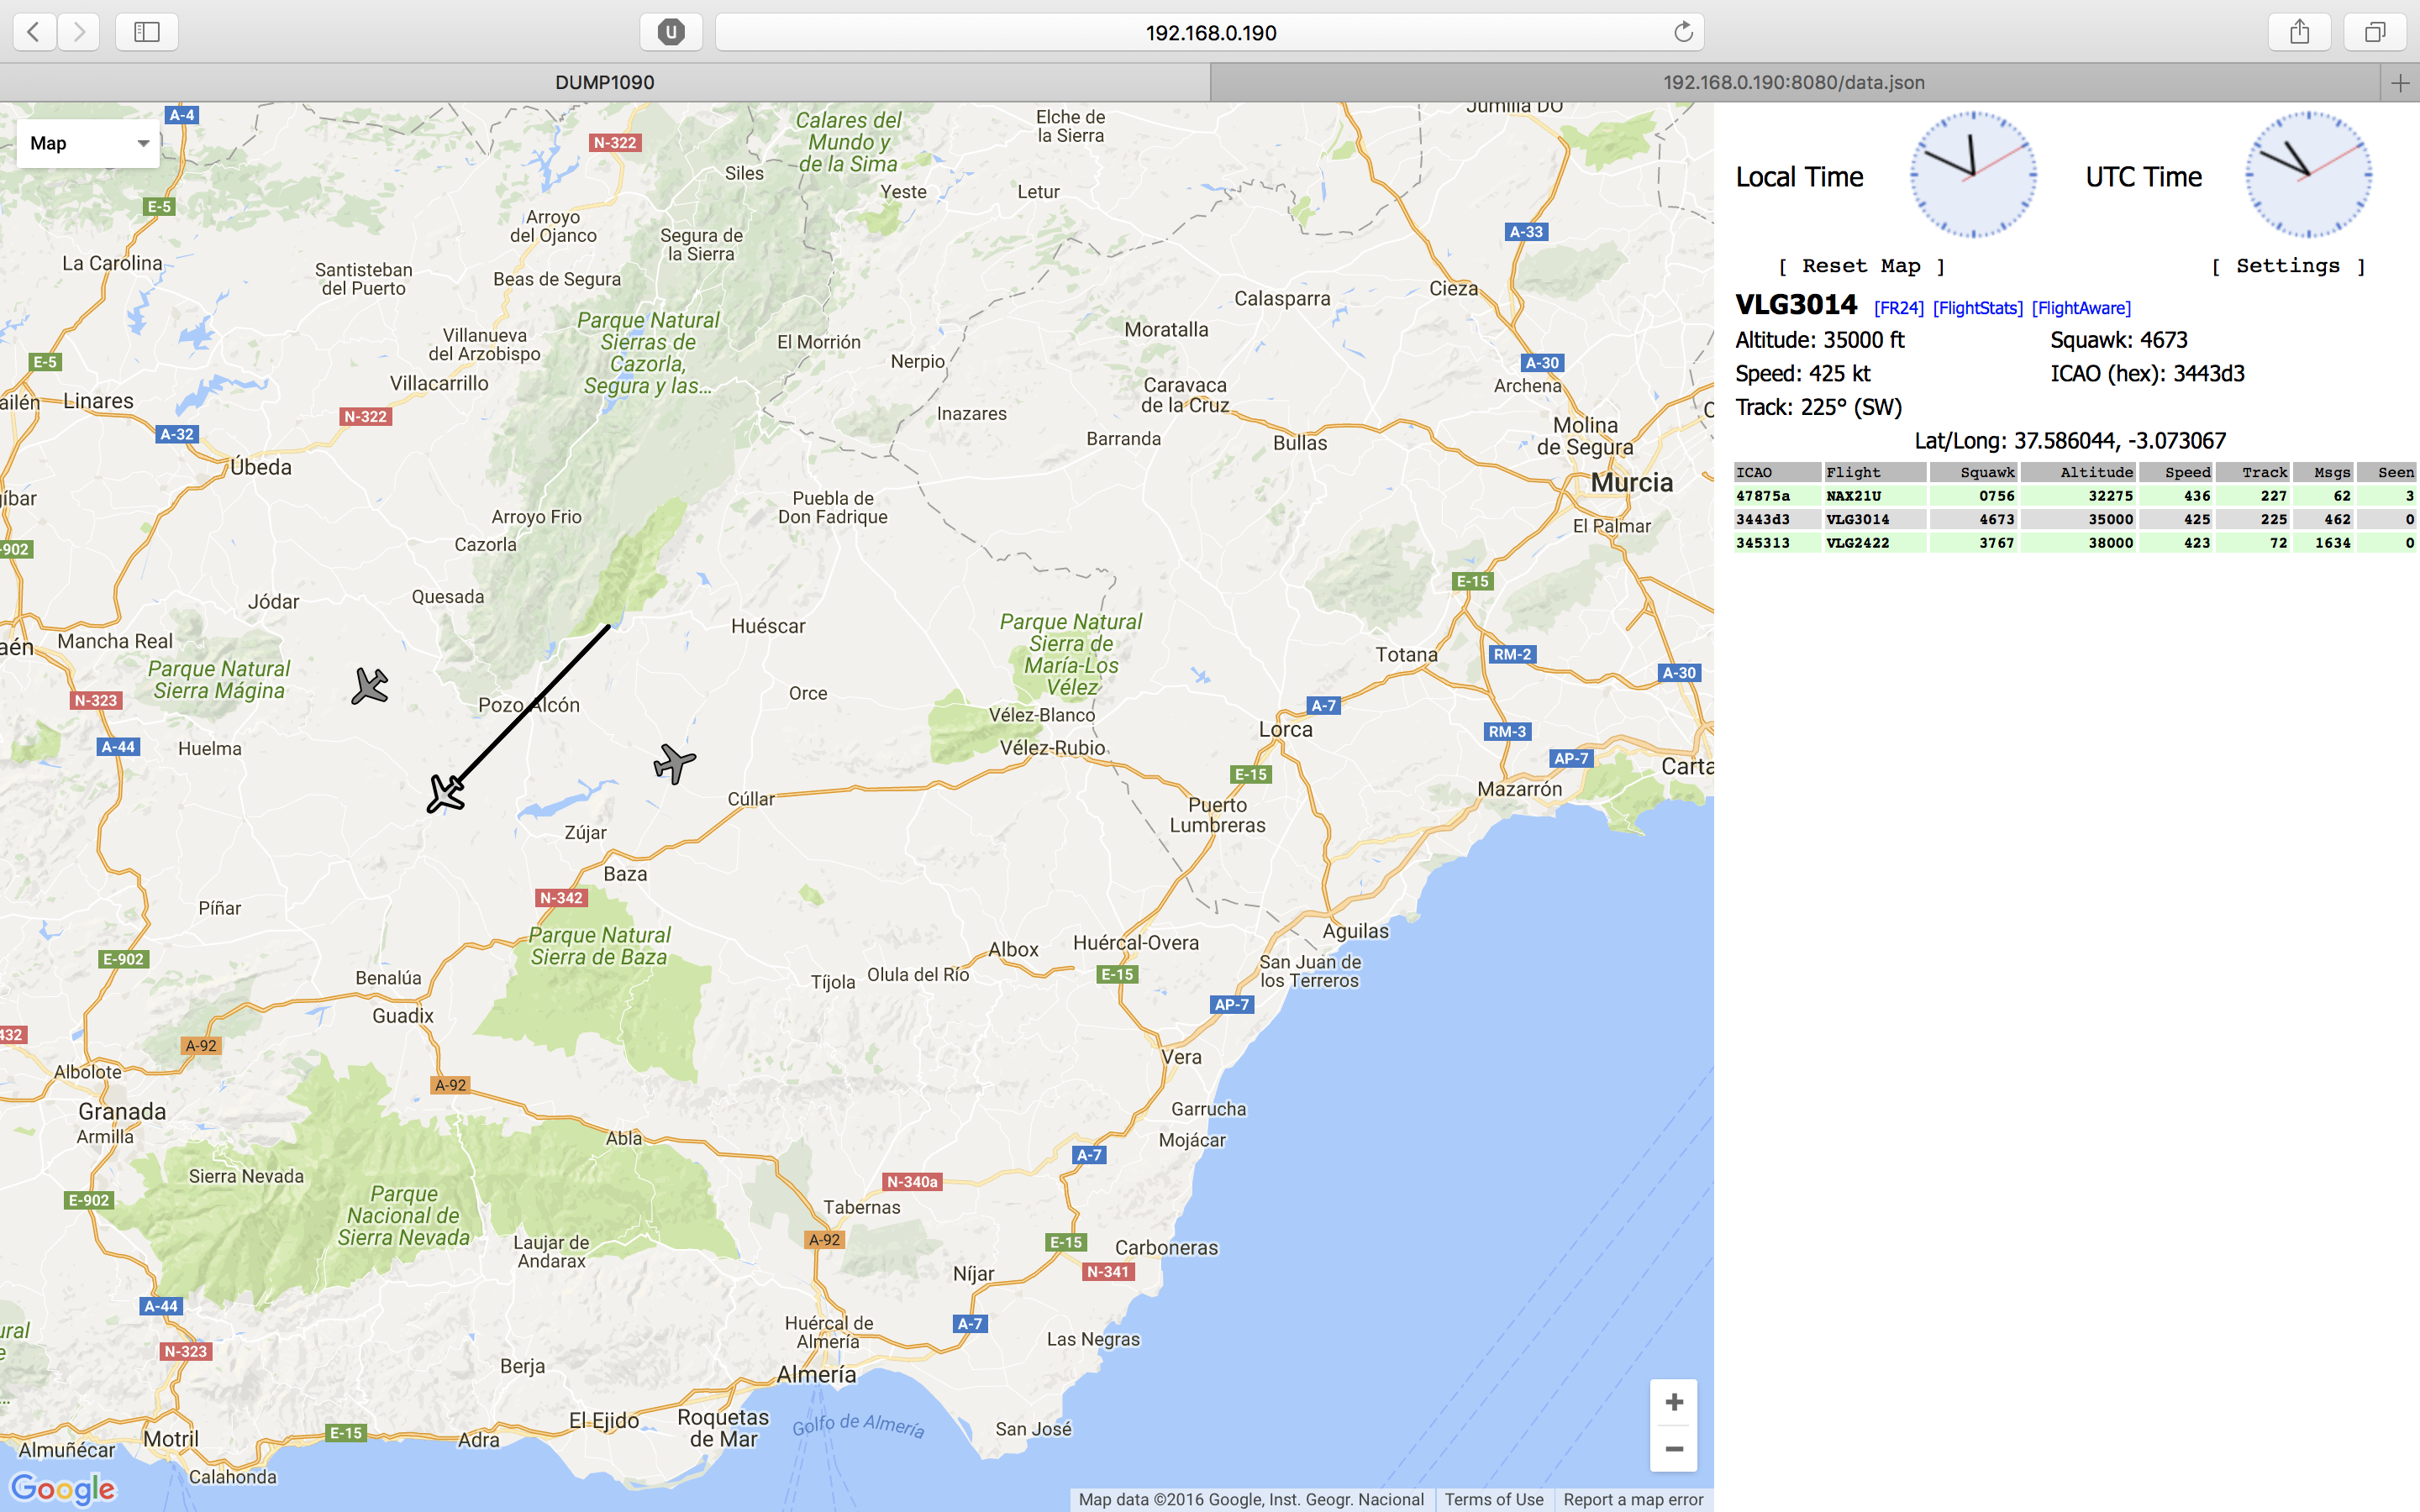 192.168.0.190
DUMP1090
192.168.0.190:8080/data.json
Map
A-4
N-322
Calares del
Mundo y
de la Sima
Elche de
la Sierra
Jumilla DO
Siles
Yeste
Letur
E-5
Arroyo
del Ojanco
Segura de
la Sierra
A-33
La Carolina
Santisteban
del Puerto
Beas de Segura
Cieza
Calasparra
Parque Natural
Sierras de
Cazorla,
Segura y las...
Villanueva
del Arzobispo
El Morrión
Moratalla
E-5
Nerpio
A-30
Villacarrillo
Caravaca
de la Cruz
Archena
ailén
Linares
N-322
Inazares
A-32
Barranda
Bullas
Molina
de Segura
Úbeda
Murcia
gíbar
Puebla de
Don Fadrique
Arroyo Frio
El Palmar
-902
Cazorla
E-15
Jódar
Quesada
Huéscar
Parque Natural
Sierra de
María-Los
Vélez
aén
Mancha Real
Parque Natural
Sierra Mágina
Totana
RM-2
A-30
N-323
Pozo Alcón
Orce
A-7
Vélez-Blanco
Lorca
RM-3
A-44
Huelma
Vélez-Rubio
AP-7
E-15
Carta
Cúllar
Mazarrón
Puerto
Lumbreras
Zújar
Baza
N-342
Píñar
Parque Natural
Sierra de Baza
Albox
Huércal-Overa
Aguilas
E-902
Benalúa
Tíjola
Olula del Río
E-15
San Juan de
los Terreros
AP-7
Guadix
432
A-92
Vera
Albolote
A-92
Granada
Armilla
Garrucha
Abla
Mojácar
A-7
Sierra Nevada
N-340a
E-902
Parque
Nacional de
Sierra Nevada
Tabernas
Laujar de
Andarax
A-92
E-15
Carboneras
Níjar
N-341
A-44
Huércal de
Almería
A-7
Las Negras
ural
N-323
Berja
Almería
El Ejido
Roquetas
de Mar
Golfo de Almería
San José
E-15
Motril
Adra
Almuñécar
Calahonda
Google
+
−
Map data ©2016 Google, Inst. Geogr. Nacional
Terms of Use
Report a map error
Local Time
UTC Time
[ Reset Map ]
[ Settings ]
VLG3014 [FR24] [FlightStats] [FlightAware]
Altitude: 35000 ft
Squawk: 4673
Speed: 425 kt
ICAO (hex): 3443d3
Track: 225° (SW)
Lat/Long: 37.586044, -3.073067
ICAO Flight Squawk Altitude Speed Track Msgs Seen
47875a NAX21U 0756 32275 436 227 62 3
3443d3 VLG3014 4673 35000 425 225 462 0
345313 VLG2422 3767 38000 423 72 1634 0